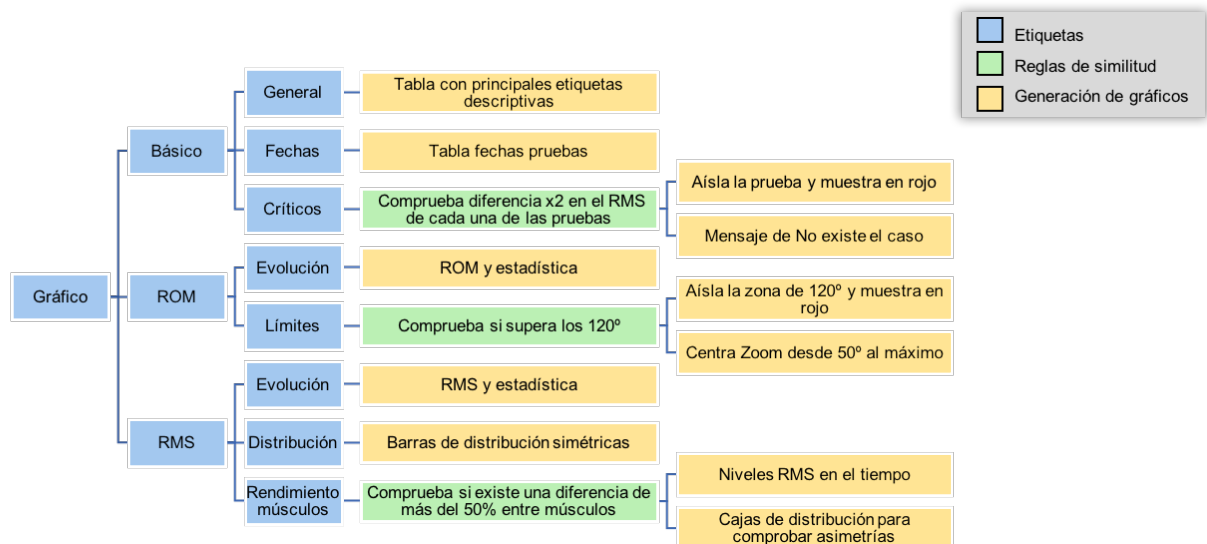 Etiquetas
Reglas de similitud
Generación de gráficos
Gráfico
Básico
General
Tabla con principales etiquetas
descriptivas
Fechas
Tabla fechas pruebas
Críticos
Comprueba diferencia x2 en el RMS
de cada una de las pruebas
Aísla la prueba y muestra en rojo
Mensaje de No existe el caso
ROM
Evolución
ROM y estadística
Límites
Comprueba si supera los 120º
Aísla la zona de 120º y muestra en
rojo
Centra Zoom desde 50º al máximo
RMS
Evolución
RMS y estadística
Distribución
Barras de distribución simétricas
Rendimiento
músculos
Comprueba si existe una diferencia de
más del 50% entre músculos
Niveles RMS en el tiempo
Cajas de distribución para
comprobar asimetrías